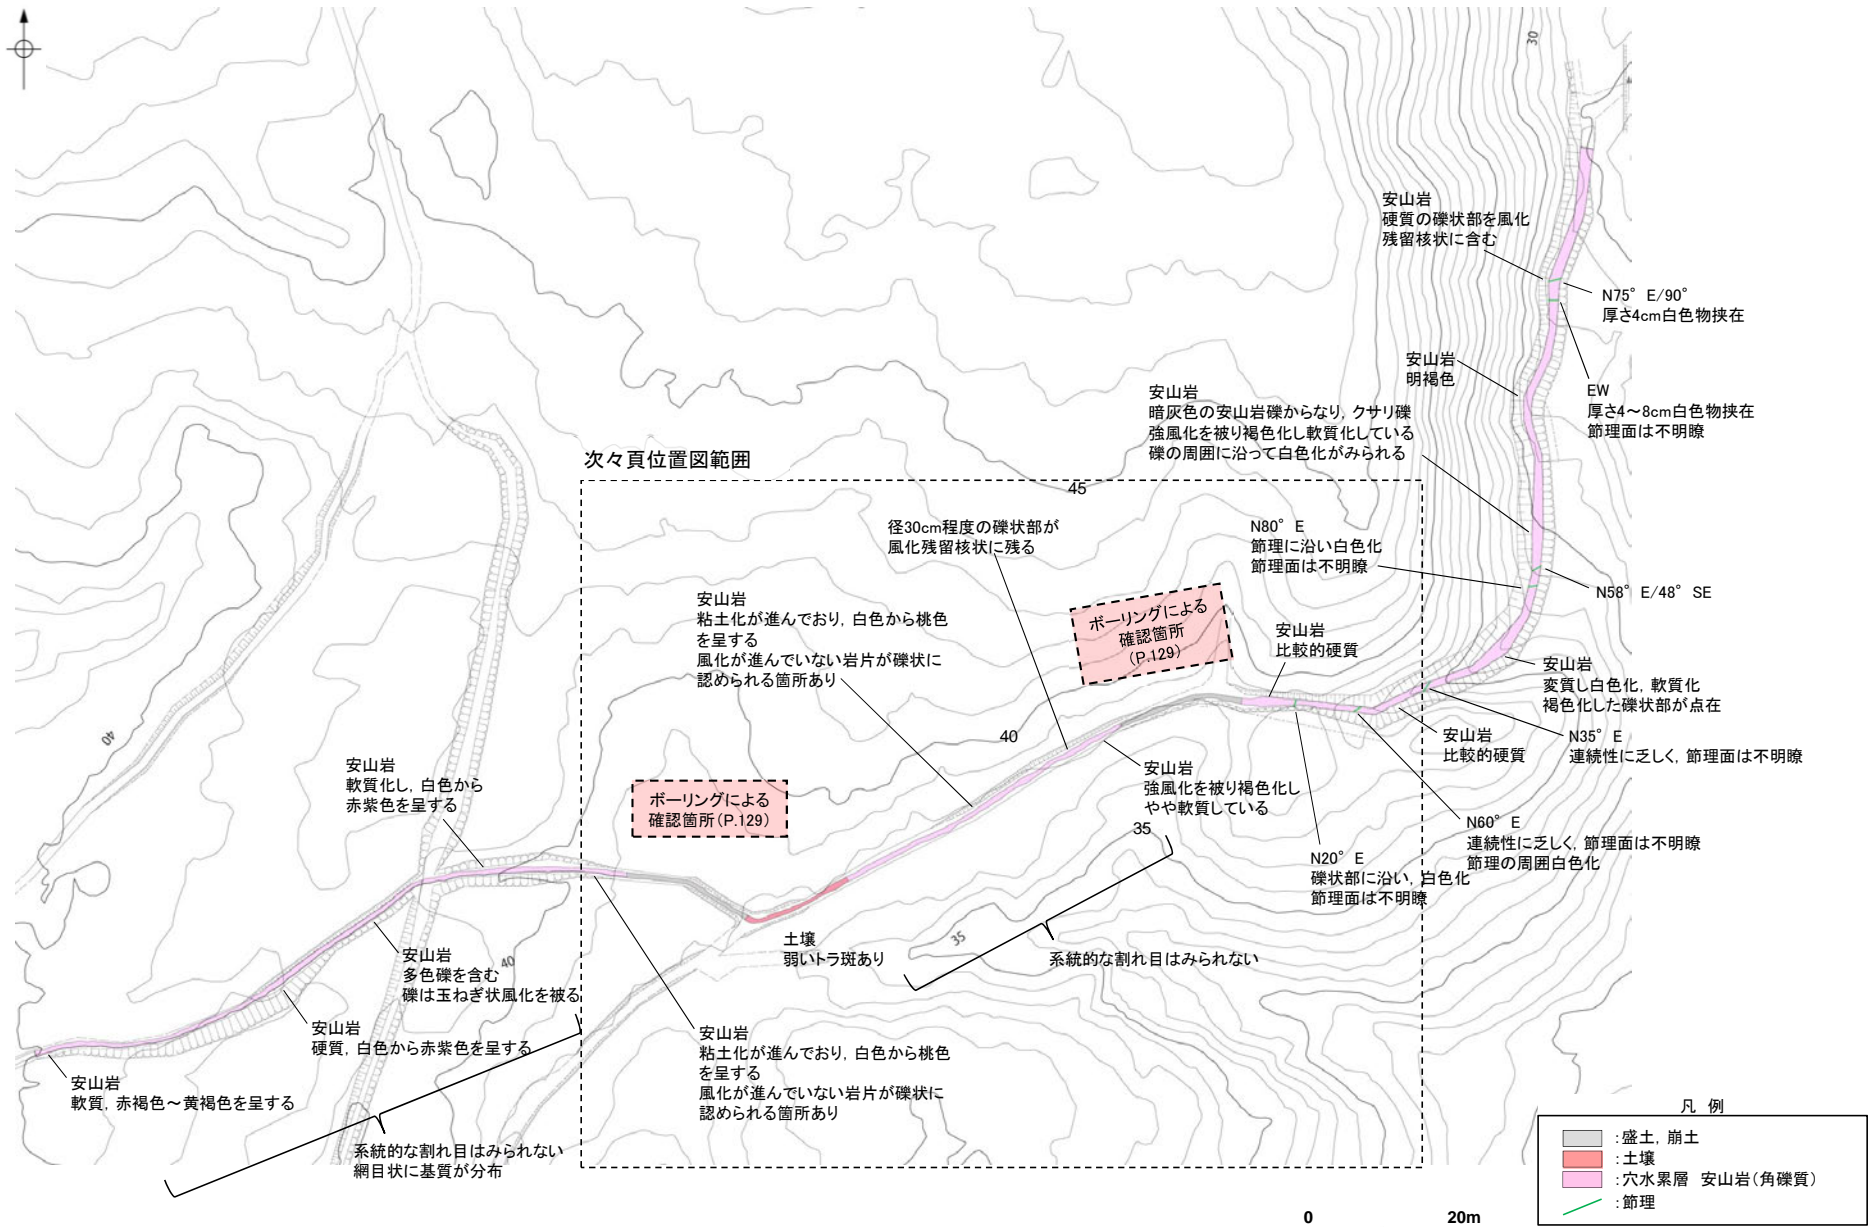 30
安山岩
硬質の礫状部を風化
残留核状に含む
N75°E/90°
厚さ4cm白色物挟在
安山岩
明褐色
EW
厚さ4～8cm白色物挟在
節理面は不明瞭
安山岩
暗灰色の安山岩礫からなり，クサリ礫
強風化を被り褐色化し軟質化している
礫の周囲に沿って白色化がみられる
次々頁位置図範囲
45
径30cm程度の礫状部が
風化残留核状に残る
N80°E
節理に沿い白色化
節理面は不明瞭
N58°E/48°SE
安山岩
粘土化が進んでおり，白色から桃色
を呈する
風化が進んでいない岩片が礫状に
認められる箇所あり
ボーリングによる
確認箇所
(P.129)
安山岩
比較的硬質
安山岩
変質し白色化，軟質化
褐色化した礫状部が点在
40
40
安山岩
比較的硬質
N35°E
連続性に乏しく，節理面は不明瞭
安山岩
軟質化し，白色から
赤紫色を呈する
ボーリングによる
確認箇所(P.129)
安山岩
強風化を被り褐色化し
やや軟質している
35
N60°E
連続性に乏しく，節理面は不明瞭
節理の周囲白色化
N20°E
礫状部に沿い，白色化
節理面は不明瞭
土壌
弱いトラ斑あり
35
系統的な割れ目はみられない
安山岩
多色礫を含む
礫は玉ねぎ状風化を被る
40
安山岩
硬質，白色から赤紫色を呈する
安山岩
粘土化が進んでおり，白色から桃色
を呈する
風化が進んでいない岩片が礫状に
認められる箇所あり
安山岩
軟質，赤褐色～黄褐色を呈する
系統的な割れ目はみられない
網目状に基質が分布
凡 例
：盛土，崩土
：土壌
：穴水累層 安山岩(角礫質)
：節理
0 20m